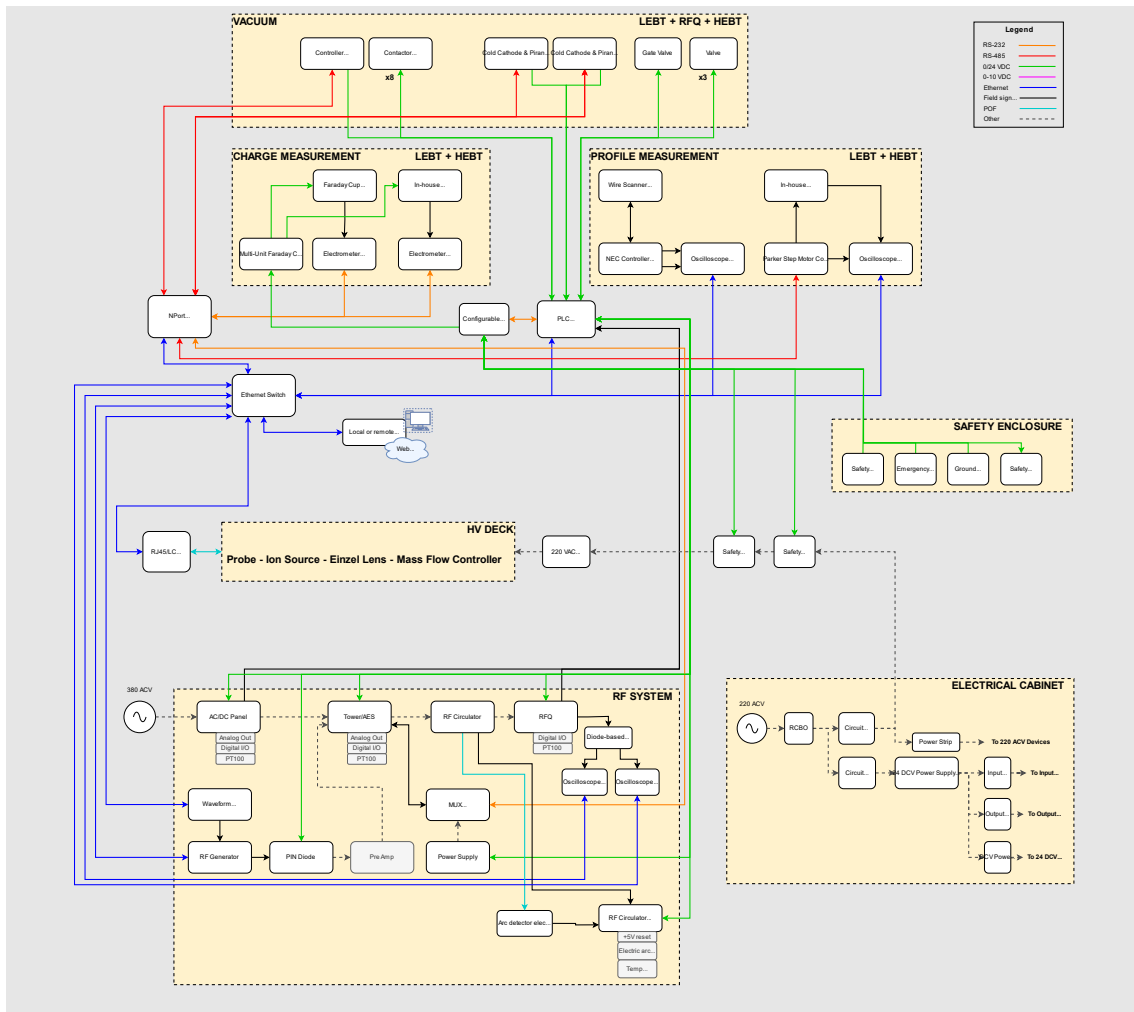 VACUUM
LEBT + RFQ + HEBT
Controller...
Contactor...
x8
Cold Cathode & Piran...
Cold Cathode & Piran...
Gate Valve
Valve
x3
Legend
RS-232
RS-485
0/24 VDC
0-10 VDC
Ethernet
Field sign...
POF
Other
CHARGE MEASUREMENT
LEBT + HEBT
Faraday Cup...
In-house...
Multi-Unit Faraday C...
Electrometer...
Electrometer...
PROFILE MEASUREMENT
LEBT + HEBT
Wire Scanner...
In-house...
NEC Controller...
Oscilloscope...
Parker Step Motor Co...
Oscilloscope...
NPort...
Configurable...
PLC...
Ethernet Switch
Local or remote...
Web...
SAFETY ENCLOSURE
Safety...
Emergency...
Ground...
Safety...
HV DECK
Probe - Ion Source - Einzel Lens - Mass Flow Controller
RJ45/LC...
220 VAC...
Safety...
Safety...
380 ACV
RF SYSTEM
AC/DC Panel
Analog Out
Digital I/O
PT100
Tower/AES
Analog Out
Digital I/O
PT100
RF Circulator
RFQ
Digital I/O
PT100
Diode-based...
Oscilloscope...
Oscilloscope...
Waveform...
MUX...
RF Generator
PIN Diode
Pre Amp
Power Supply
Arc detector elec...
RF Circulator...
+5V reset
Electric arc...
Temp...
ELECTRICAL CABINET
220 ACV
RCBO
Circuit...
Power Strip
To 220 ACV Devices
Circuit...
24 DCV Power Supply...
Input...
To Input...
Output...
To Output...
DCV Powe...
To 24 DCV...